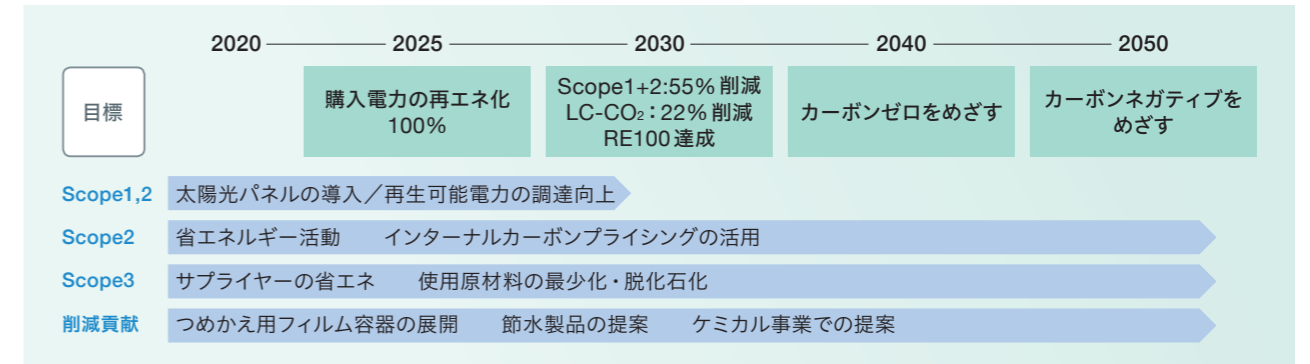 2020 2025 2030 2040 2050
目標
購入電力の再エネ化
100%
Scope1+2:55% 削減
LC-CO₂：22% 削減
RE100 達成
カーボンゼロをめざす
カーボンネガティブを
めざす
Scope1,2 太陽光パネルの導入／再生可能電力の調達向上
Scope2 省エネルギー活動 インターナルカーボンプライシングの活用
Scope3 サプライヤーの省エネ 使用原材料の最少化・脱化石化
削減貢献 つめかえ用フィルム容器の展開 節水製品の提案 ケミカル事業での提案